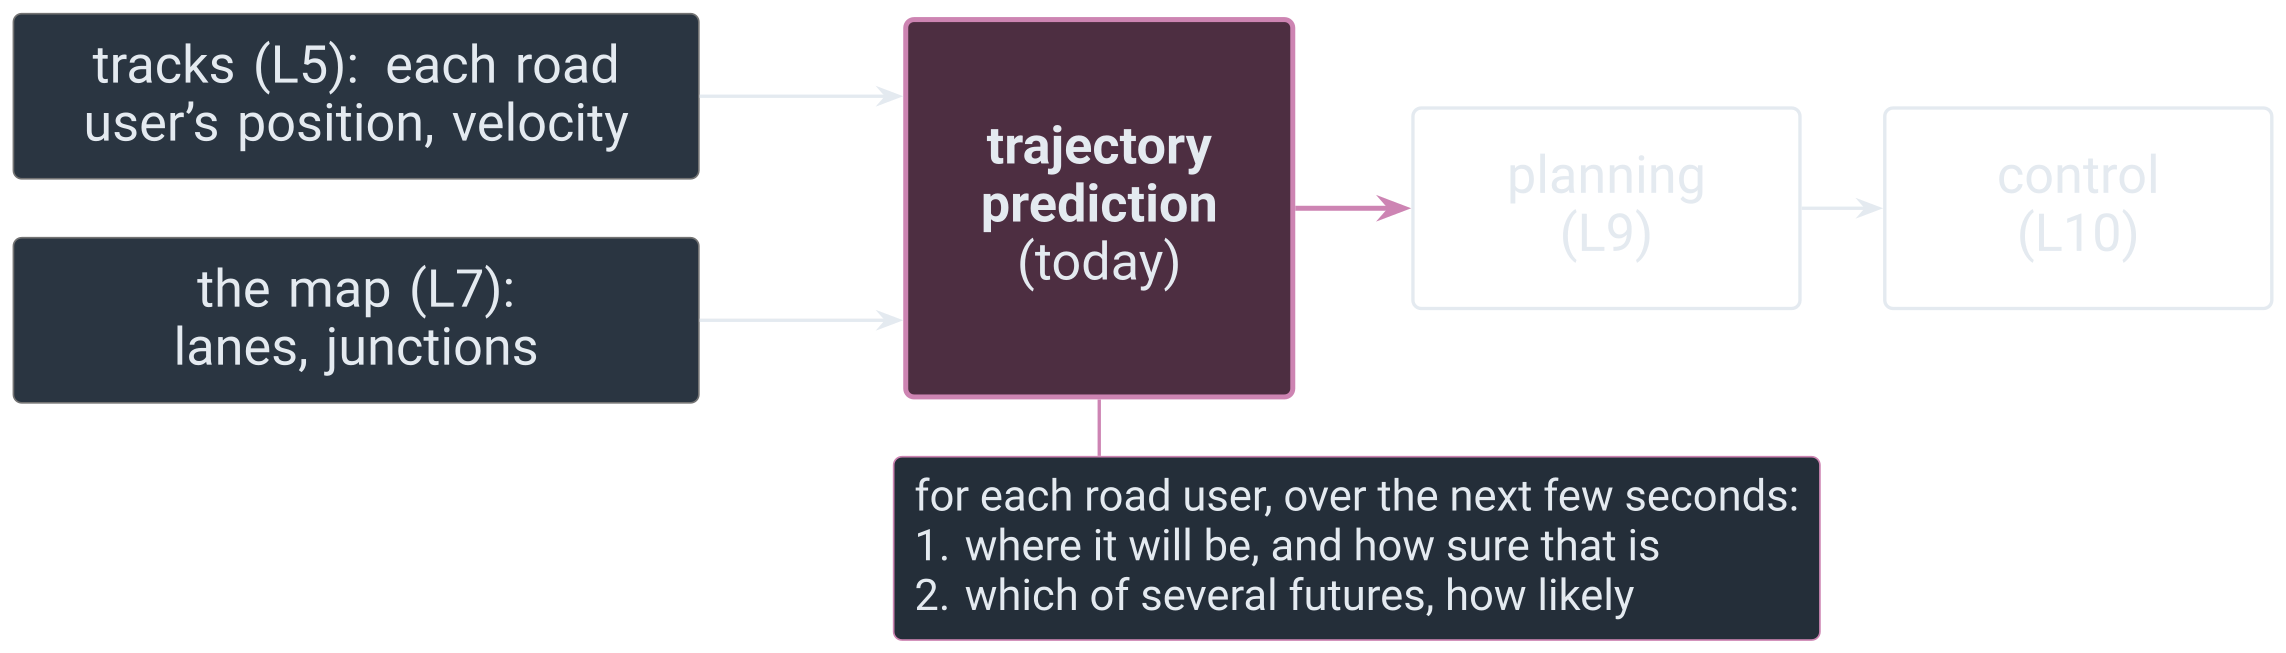 tracks (L5): each road
user’s position, velocity
the map (L7):
lanes, junctions
trajectory
prediction
(today)
planning
(L9)
control
(L10)
for each road user, over the next few seconds:
1. where it will be, and how sure that is
2. which of several futures, how likely